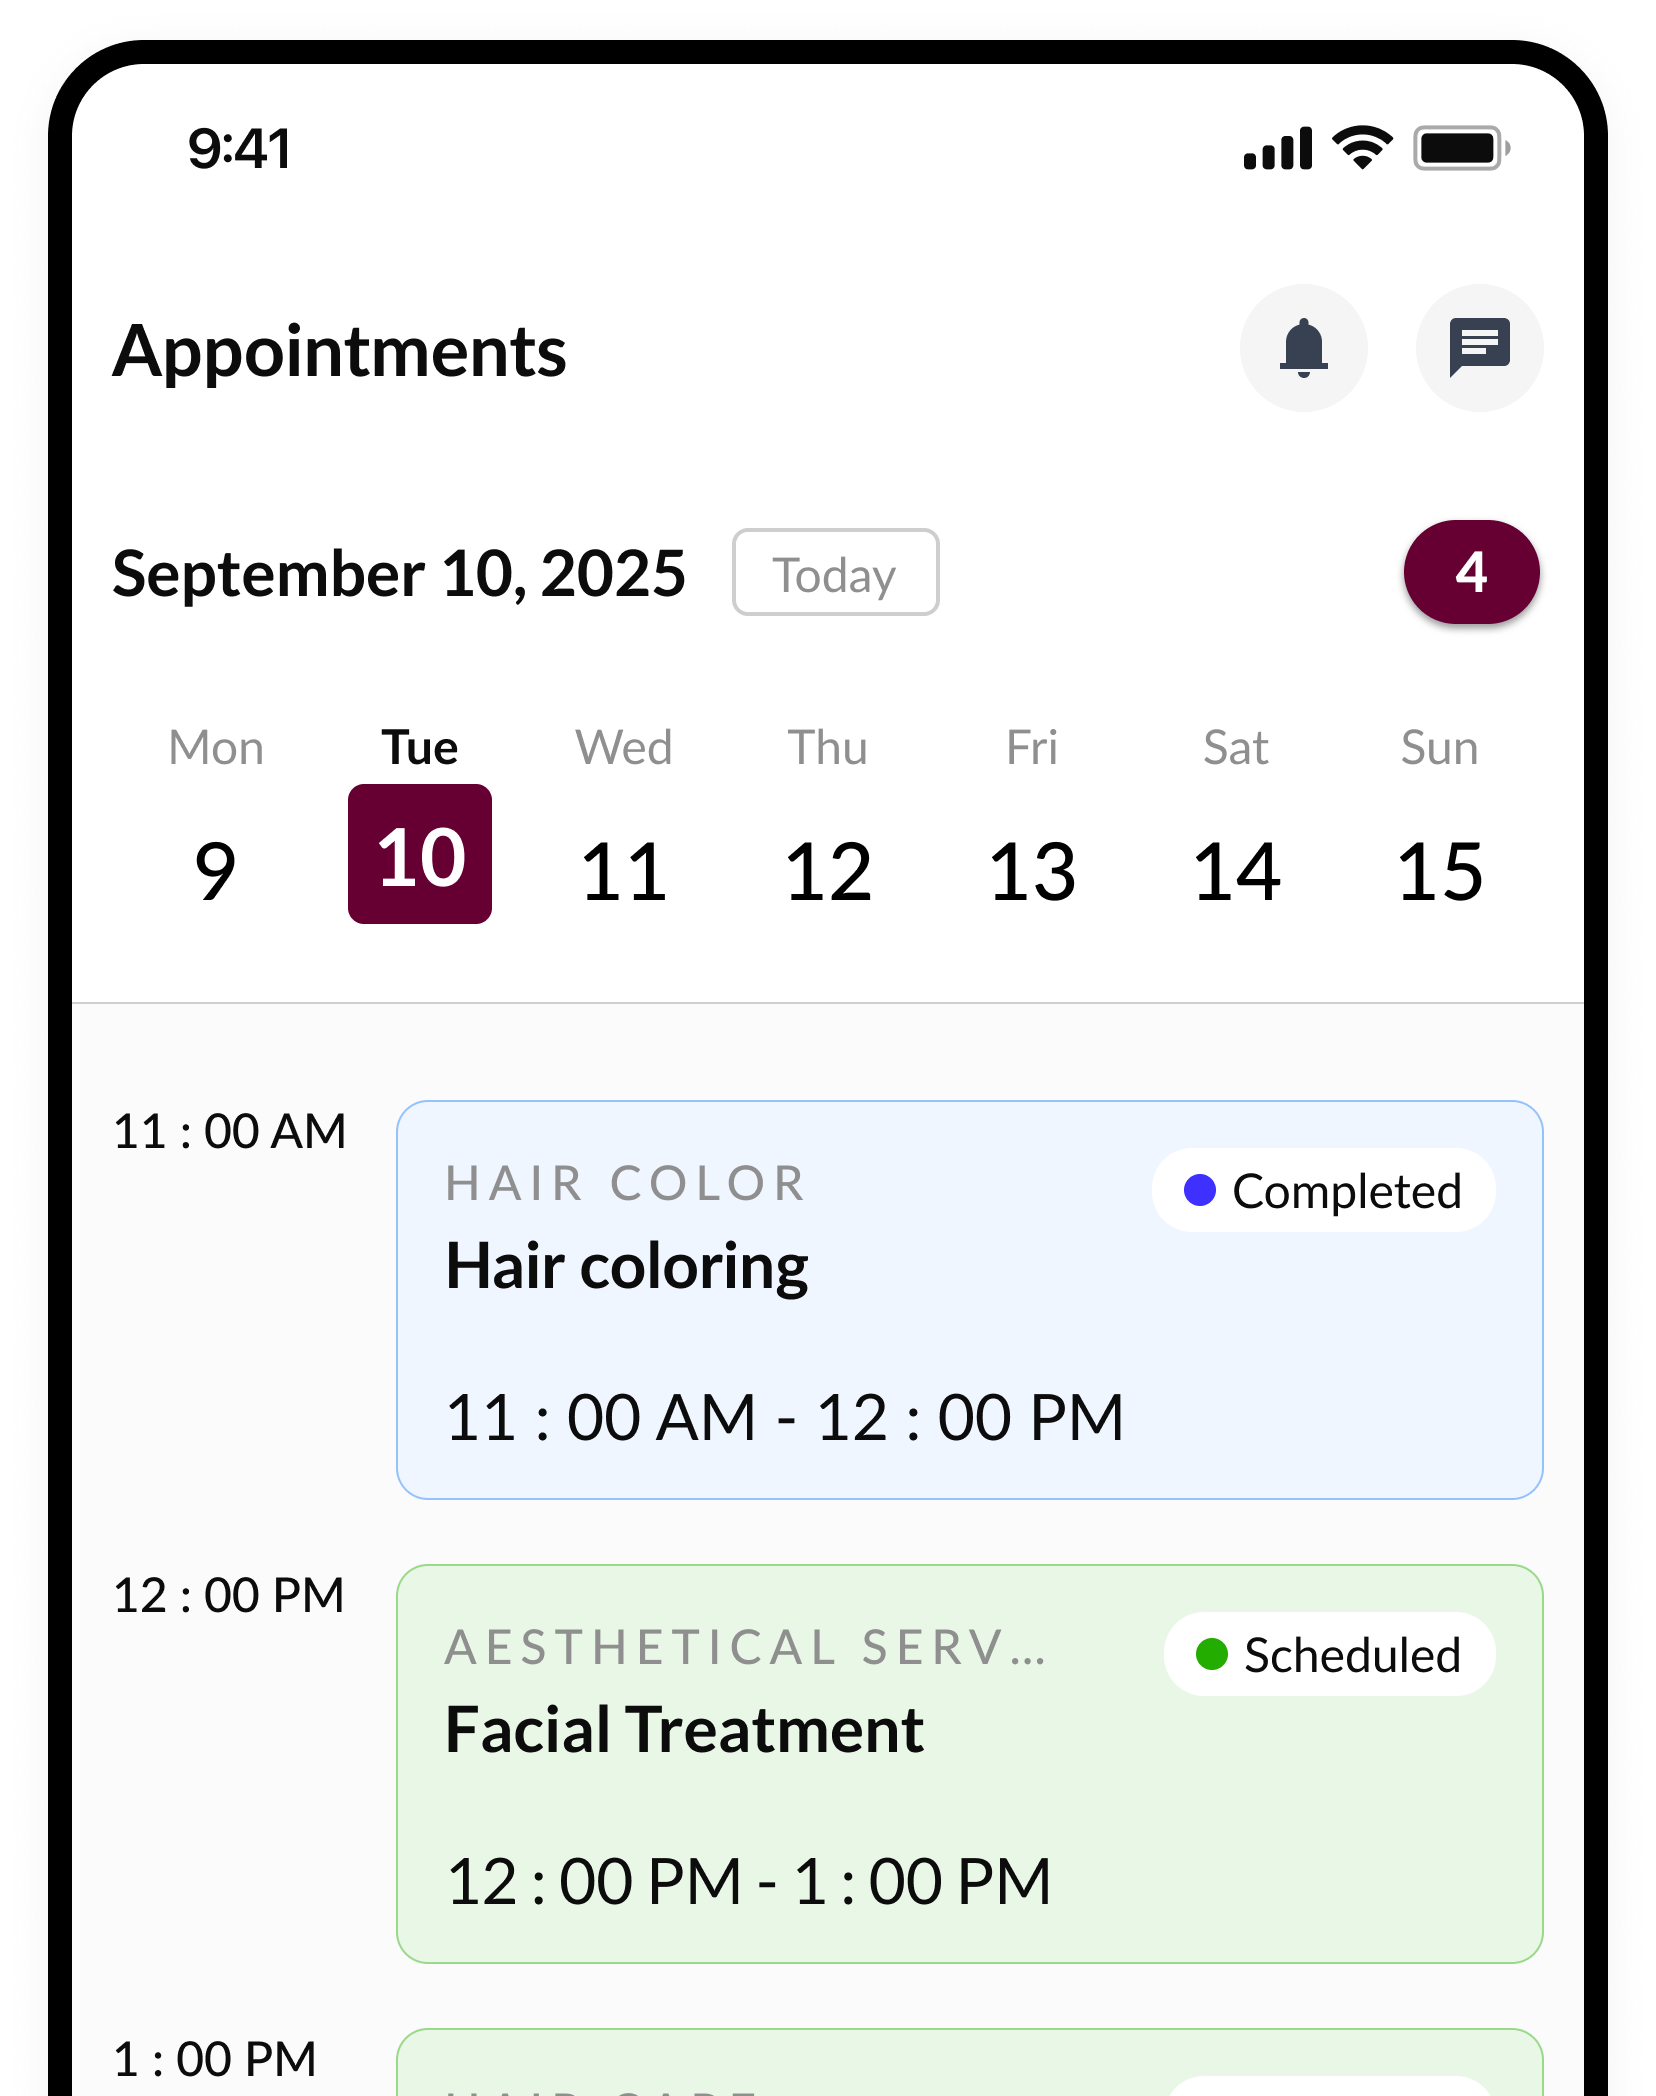 9:41
Appointments
September 10, 2025 Today 4
Mon Tue Wed Thu Fri Sat Sun
9 10 11 12 13 14 15
11 : 00 AM
HAIR COLOR
Completed
Hair coloring
11 : 00 AM - 12 : 00 PM
12 : 00 PM
AESTHETICAL SERV...
Scheduled
Facial Treatment
12 : 00 PM - 1 : 00 PM
1 : 00 PM
HAIR CARE